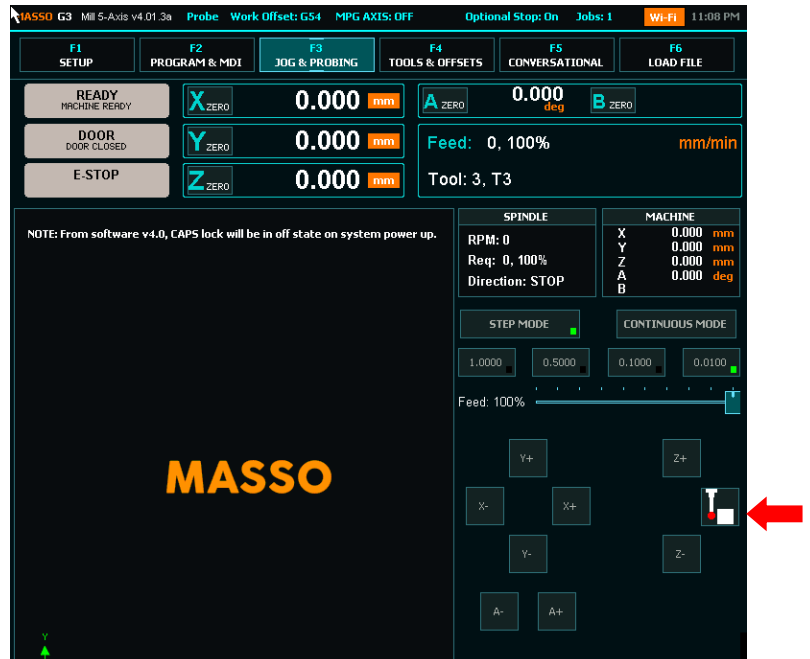 MASSO G3 Mill 5-Axis v4.01.3a Probe Work Offset: G54 MPG AXIS: OFF Optional Stop: On Jobs: 1 Wi-Fi 11:08 PM
F1 F2 F3 F4 F5 F6
SETUP PROGRAM & MDI JOG & PROBING TOOLS & OFFSETS CONVERSATIONAL LOAD FILE
READY
MACHINE READY
X ZERO 0.000 mm
A ZERO 0.000 deg B ZERO
DOOR
DOOR CLOSED
Y ZERO 0.000 mm
Feed: 0, 100% mm/min
E-STOP
Z ZERO 0.000 mm
Tool: 3, T3
NOTE: From software v4.0, CAPS lock will be in off state on system power up.
MASSO
Y
SPINDLE
RPM: 0
Req: 0, 100%
Direction: STOP
MACHINE
X 0.000 mm
Y 0.000 mm
Z 0.000 mm
A 0.000 deg
B
STEP MODE CONTINUOUS MODE
1.0000 0.5000 0.1000 0.0100
Feed: 100%
Y+ Z+
X- X+
Y- Z-
A- A+